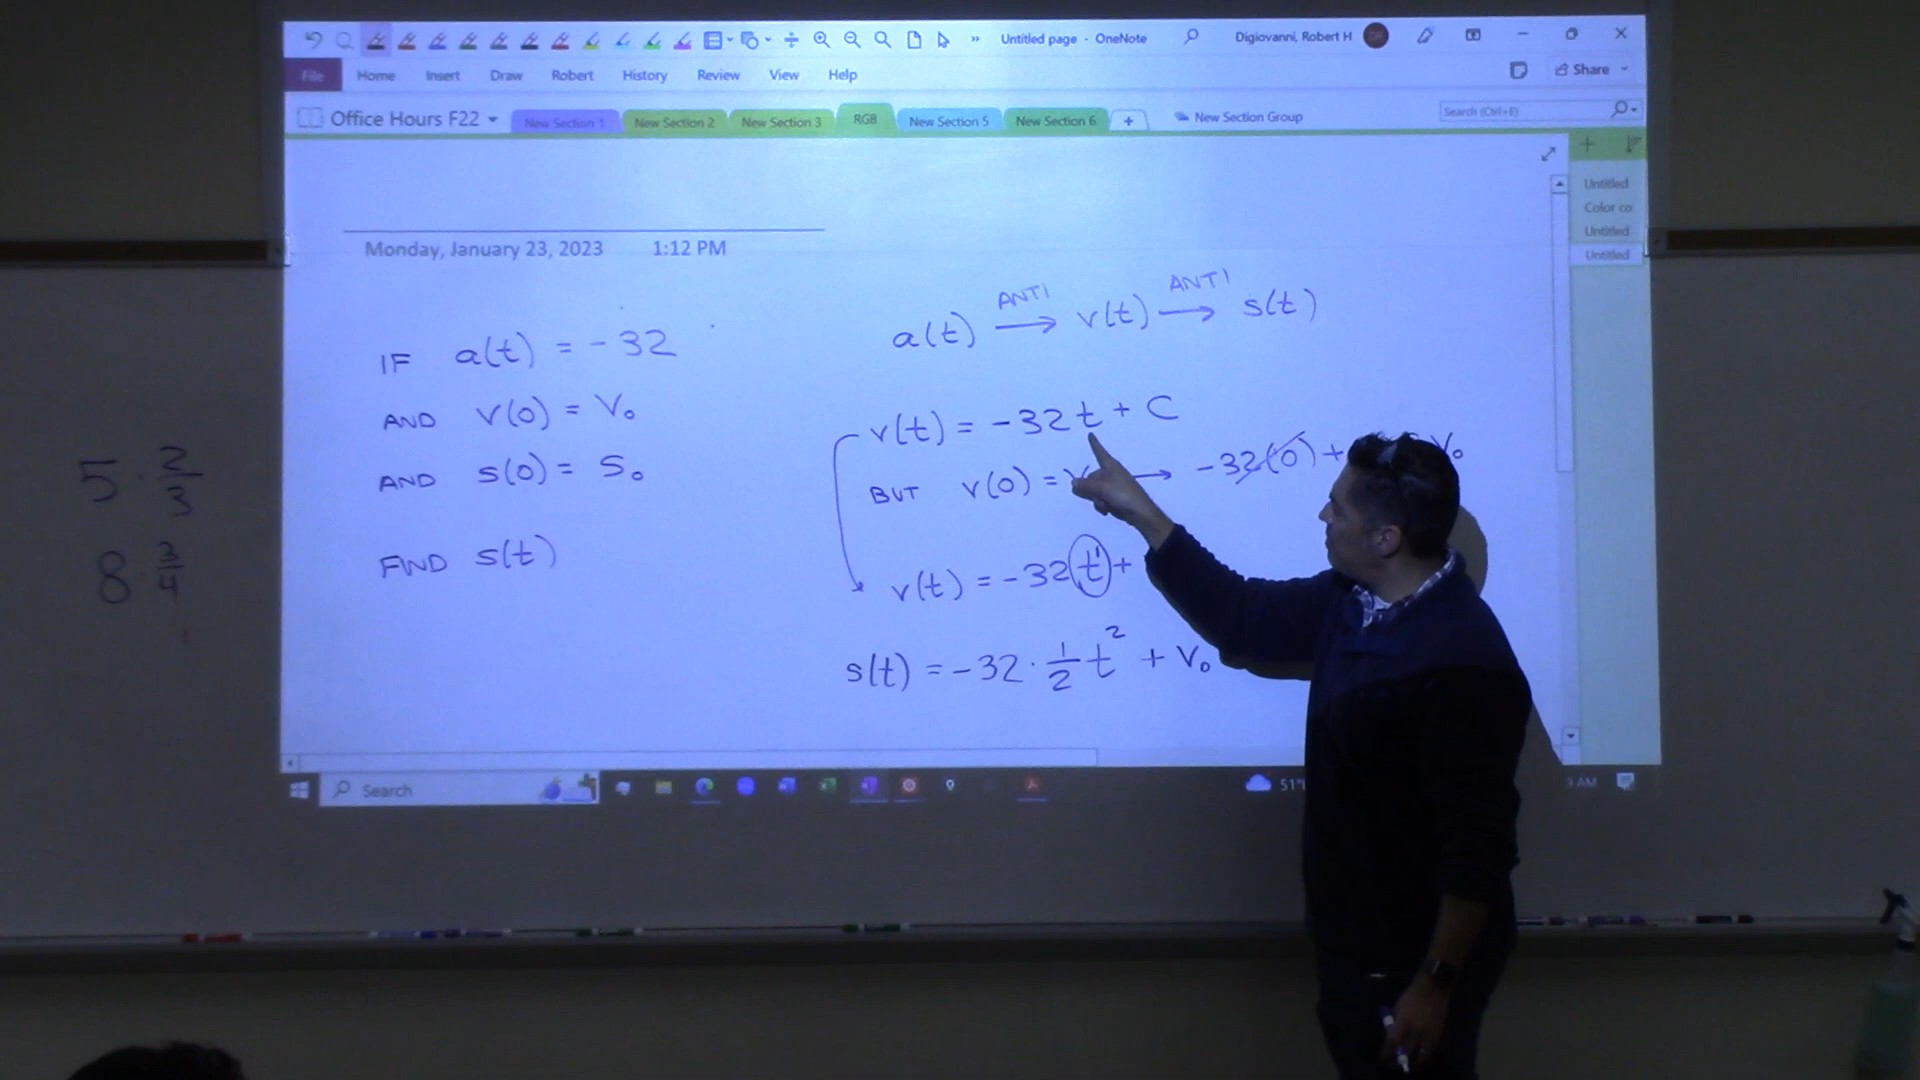 Untitled page - OneNote
Digiovanni, Robert H
File Home Insert Draw Robert History Review View Help
Share
Office Hours F22
New Section 1
New Section 2
New Section 3
RGB
New Section 5
New Section 6
+
New Section Group
Search (Ctrl+E)
Untitled
Color co
Untitled
Untitled
Monday, January 23, 2023 1:12 PM
IF a(t) = -32
AND v(0) = V₀
AND s(0) = S₀
FIND s(t)
ANTI ANTI
a(t) → v(t) → s(t)
v(t) = -32t + C
BUT v(0) = V → -32(0) + V₀
v(t) = -32t¹ +
s(t) = -32 · 1/2 t² + V₀
5 · 2/3
8 3/4
Search
51°
AM